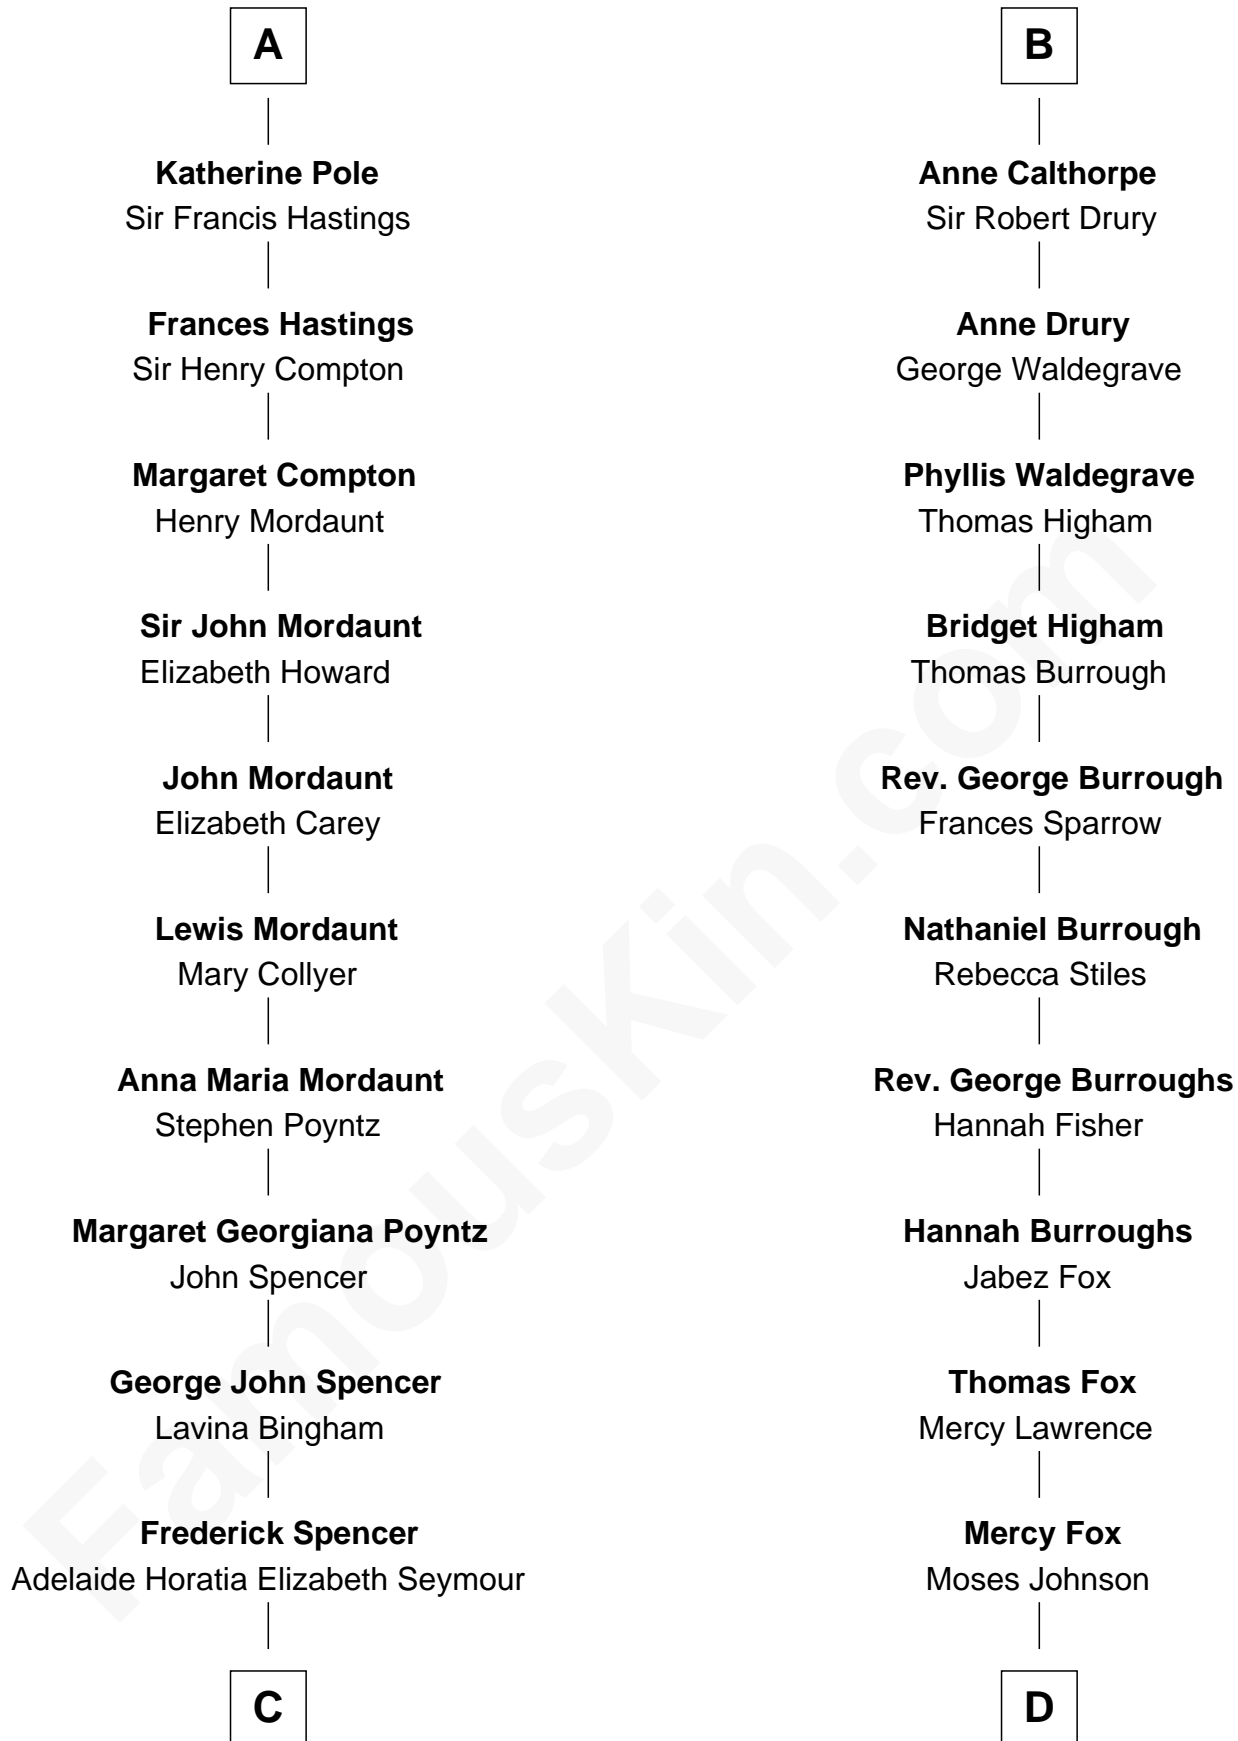 A
Katherine Pole
Sir Francis Hastings
Frances Hastings
Sir Henry Compton
Margaret Compton
Henry Mordaunt
Sir John Mordaunt
Elizabeth Howard
John Mordaunt
Elizabeth Carey
Lewis Mordaunt
Mary Collyer
Anna Maria Mordaunt
Stephen Poyntz
Margaret Georgiana Poyntz
John Spencer
George John Spencer
Lavina Bingham
Frederick Spencer
Adelaide Horatia Elizabeth Seymour
C
B
Anne Calthorpe
Sir Robert Drury
Anne Drury
George Waldegrave
Phyllis Waldegrave
Thomas Higham
Bridget Higham
Thomas Burrough
Rev. George Burrough
Frances Sparrow
Nathaniel Burrough
Rebecca Stiles
Rev. George Burroughs
Hannah Fisher
Hannah Burroughs
Jabez Fox
Thomas Fox
Mercy Lawrence
Mercy Fox
Moses Johnson
D
FamousKin.com